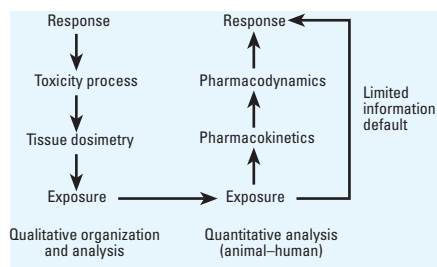 Response
Toxicity process
Tissue dosimetry
Exposure
Qualitative organization
and analysis
Response
Pharmacodynamics
Pharmacokinetics
Exposure
Quantitative analysis
(animal–human)
Limited
information
default